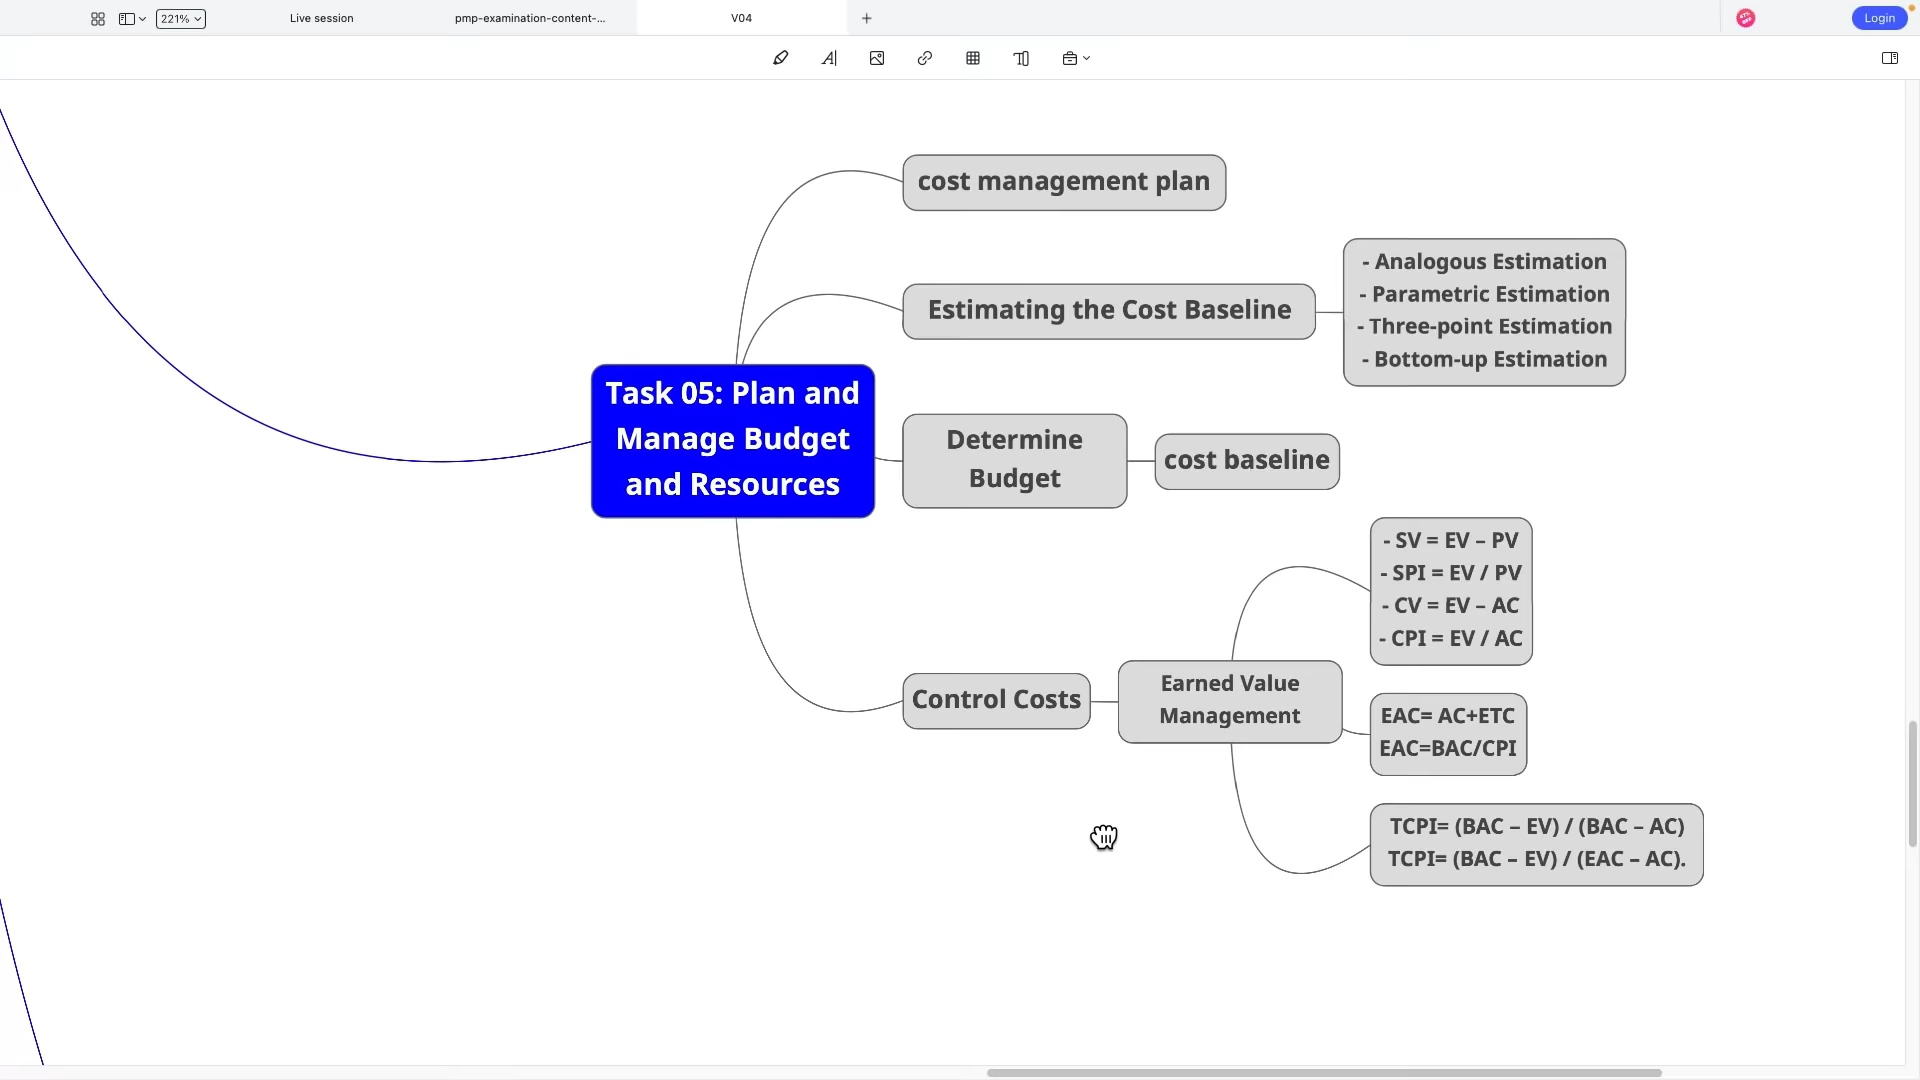 221%
Live session
pmp-examination-content-...
V04
Login
cost management plan
- Analogous Estimation
- Parametric Estimation
- Three-point Estimation
- Bottom-up Estimation
Estimating the Cost Baseline
Task 05: Plan and
Manage Budget
and Resources
Determine
Budget
cost baseline
- SV = EV – PV
- SPI = EV / PV
- CV = EV – AC
- CPI = EV / AC
Control Costs
Earned Value
Management
EAC= AC+ETC
EAC=BAC/CPI
TCPI= (BAC – EV) / (BAC – AC)
TCPI= (BAC – EV) / (EAC – AC).